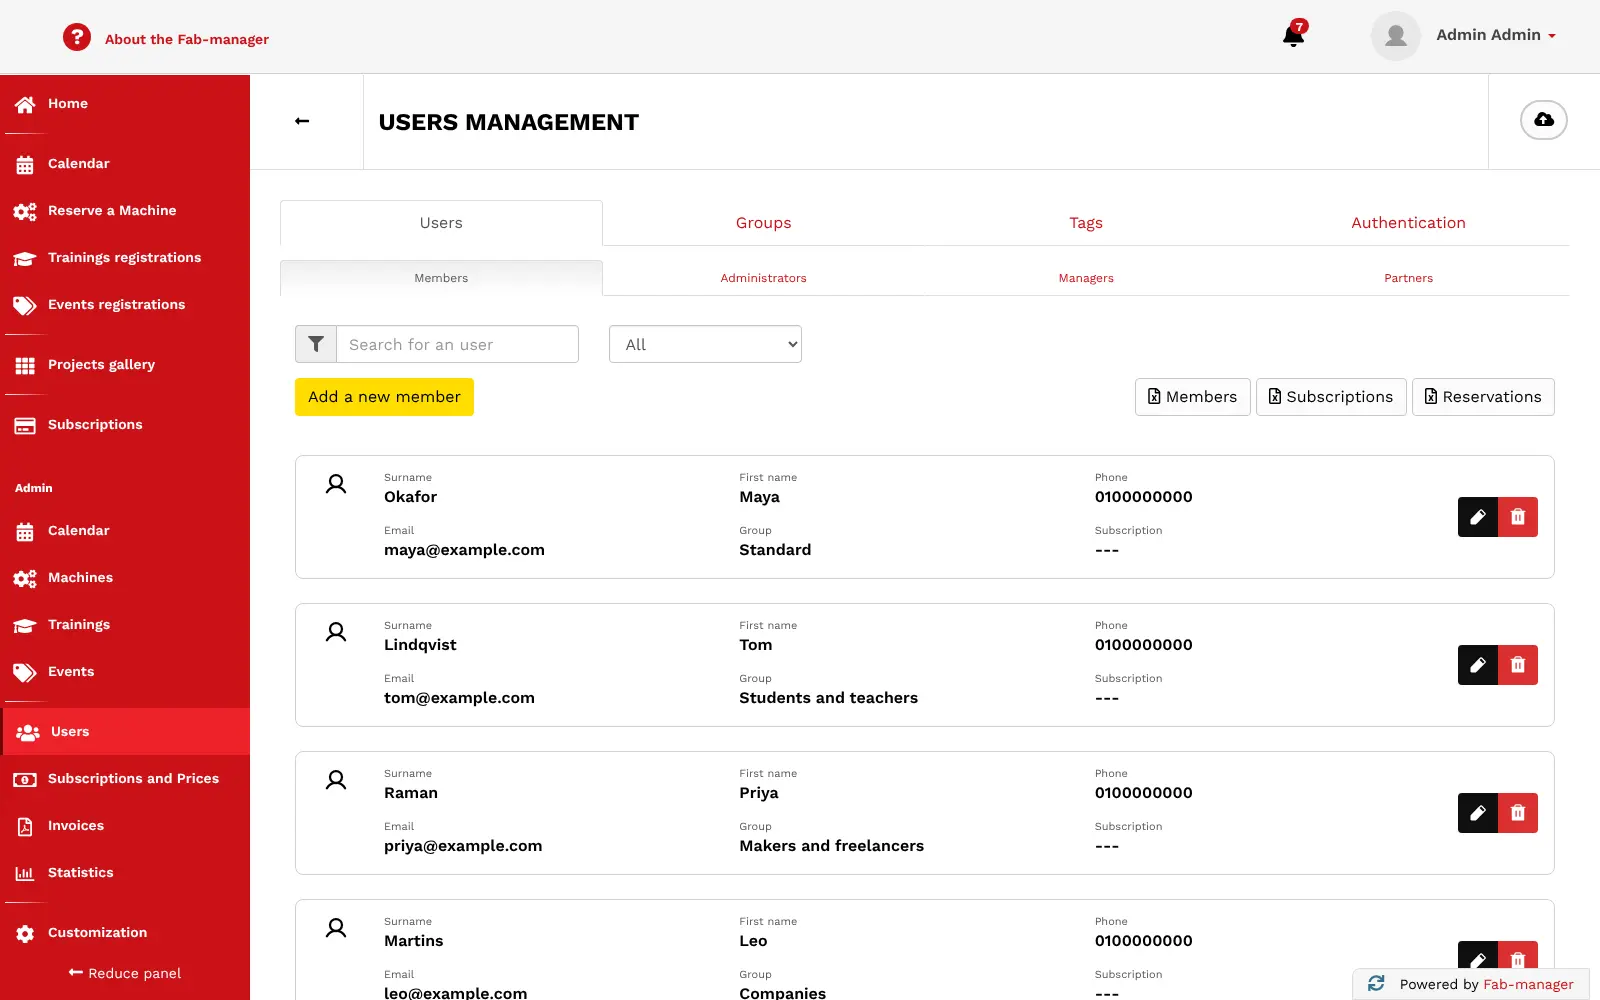 About the Fab-manager
7
Admin Admin
Home
Calendar
Reserve a Machine
Trainings registrations
Events registrations
Projects gallery
Subscriptions
Admin
Calendar
Machines
Trainings
Events
Users
Subscriptions and Prices
Invoices
Statistics
Customization
Reduce panel
USERS MANAGEMENT
Users Groups Tags Authentication
Members Administrators Managers Partners
Search for an user All
Add a new member Members Subscriptions Reservations
Surname First name Phone
Okafor Maya 0100000000
Email Group Subscription
maya@example.com Standard ---
Surname First name Phone
Lindqvist Tom 0100000000
Email Group Subscription
tom@example.com Students and teachers ---
Surname First name Phone
Raman Priya 0100000000
Email Group Subscription
priya@example.com Makers and freelancers ---
Surname First name Phone
Martins Leo 0100000000
Email Group Subscription
leo@example.com Companies ---
Powered by Fab-manager